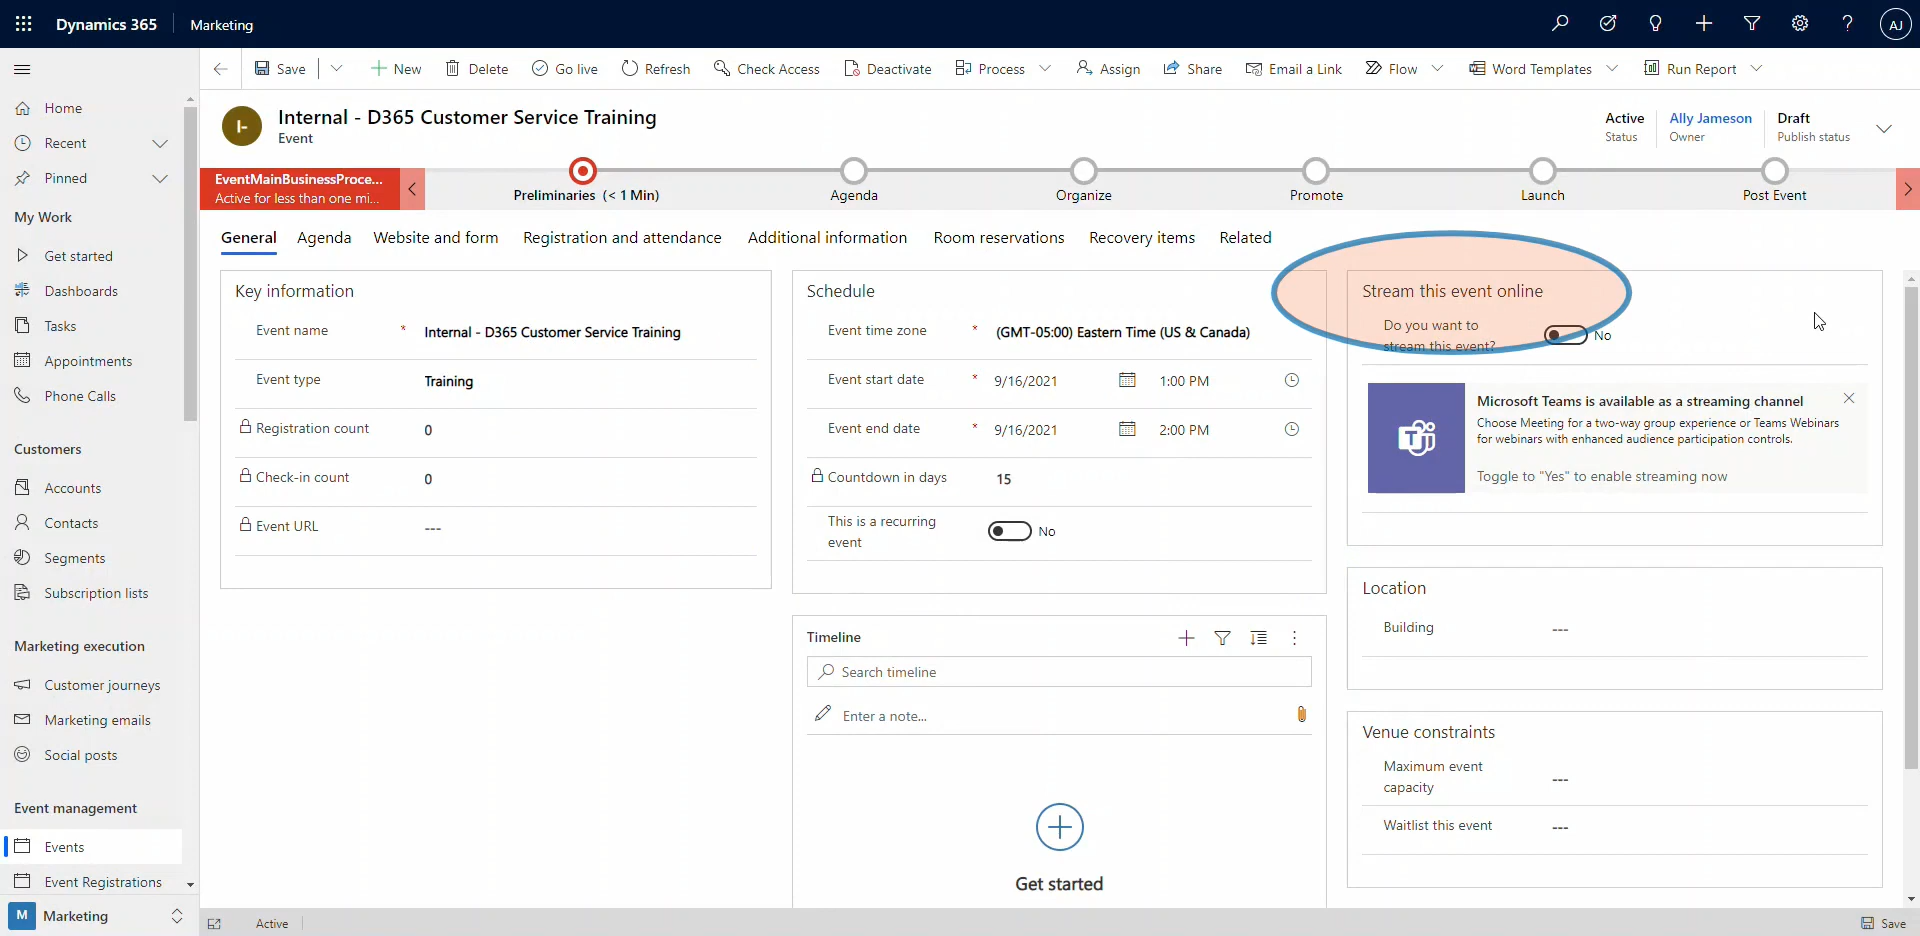 Dynamics 365
Marketing
AJ
Save
New
Delete
Go live
Refresh
Check Access
Deactivate
Process
Assign
Share
Email a Link
Flow
Word Templates
Run Report
Home
Recent
Pinned
My Work
Get started
Dashboards
Tasks
Appointments
Phone Calls
Customers
Accounts
Contacts
Segments
Subscription lists
Marketing execution
Customer journeys
Marketing emails
Social posts
Event management
Events
Event Registrations
M Marketing
I-
Internal - D365 Customer Service Training
Event
Active
Status
Ally Jameson
Owner
Draft
Publish status
EventMainBusinessProce...
Active for less than one mi...
Preliminaries (< 1 Min)
Agenda
Organize
Promote
Launch
Post Event
General
Agenda
Website and form
Registration and attendance
Additional information
Room reservations
Recovery items
Related
Key information
Event name * Internal - D365 Customer Service Training
Event type Training
Registration count 0
Check-in count 0
Event URL ---
Schedule
Event time zone * (GMT-05:00) Eastern Time (US & Canada)
Event start date * 9/16/2021 1:00 PM
Event end date * 9/16/2021 2:00 PM
Countdown in days 15
This is a recurring
event
No
Timeline
Search timeline
Enter a note...
Get started
Stream this event online
Do you want to
stream this event?
No
T
Microsoft Teams is available as a streaming channel
Choose Meeting for a two-way group experience or Teams Webinars
for webinars with enhanced audience participation controls.
Toggle to "Yes" to enable streaming now
Location
Building ---
Venue constraints
Maximum event
capacity
---
Waitlist this event ---
Active
Save